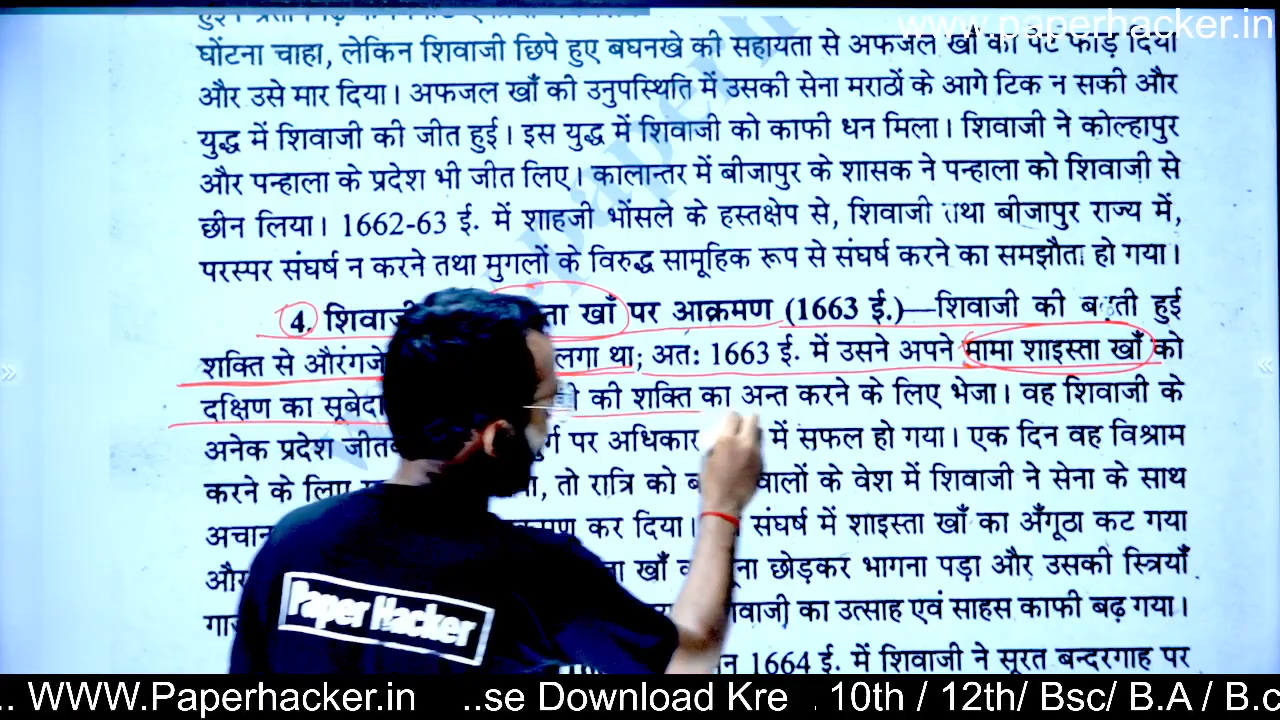 www.paperhacker.in
घोंटना चाहा, लेकिन शिवाजी छिपे हुए बघनखे की सहायता से अफजल खाँ का पेट फाड़ दिया
और उसे मार दिया। अफजल खाँ की उनुपस्थिति में उसकी सेना मराठों के आगे टिक न सकी और
युद्ध में शिवाजी की जीत हुई। इस युद्ध में शिवाजी को काफी धन मिला। शिवाजी ने कोल्हापुर
और पन्हाला के प्रदेश भी जीत लिए। कालान्तर में बीजापुर के शासक ने पन्हाला को शिवाजी से
छीन लिया। 1662-63 ई. में शाहजी भोंसले के हस्तक्षेप से, शिवाजी तथा बीजापुर राज्य में,
परस्पर संघर्ष न करने तथा मुगलों के विरुद्ध सामूहिक रूप से संघर्ष करने का समझौता हो गया।
4. खाँ पर आक्रमण (1663 ई.)—शिवाजी की बढ़ती हुई
शक्ति से लगा था; अतः 1663 ई. में उसने अपने मामा शाइस्ता खाँ को
दक्षिण का की शक्ति का अन्त करने के लिए भेजा। वह शिवाजी के
अनेक प्रदेश पर अधिकार में सफल हो गया। एक दिन वह विश्राम
करने के लिए तो रात्रि को के वेश में शिवाजी ने सेना के साथ
कर दिया। संघर्ष में शाइस्ता खाँ का अँगूठा कट गया
खाँ छोड़कर भागना पड़ा और उसकी स्त्रियाँ
का उत्साह एवं साहस काफी बढ़ गया।
1664 ई. में शिवाजी ने सूरत बन्दरगाह पर
Paper Hacker
.. WWW.Paperhacker.in ..se Download Kre . 10th / 12th/ Bsc/ B.A / B.c